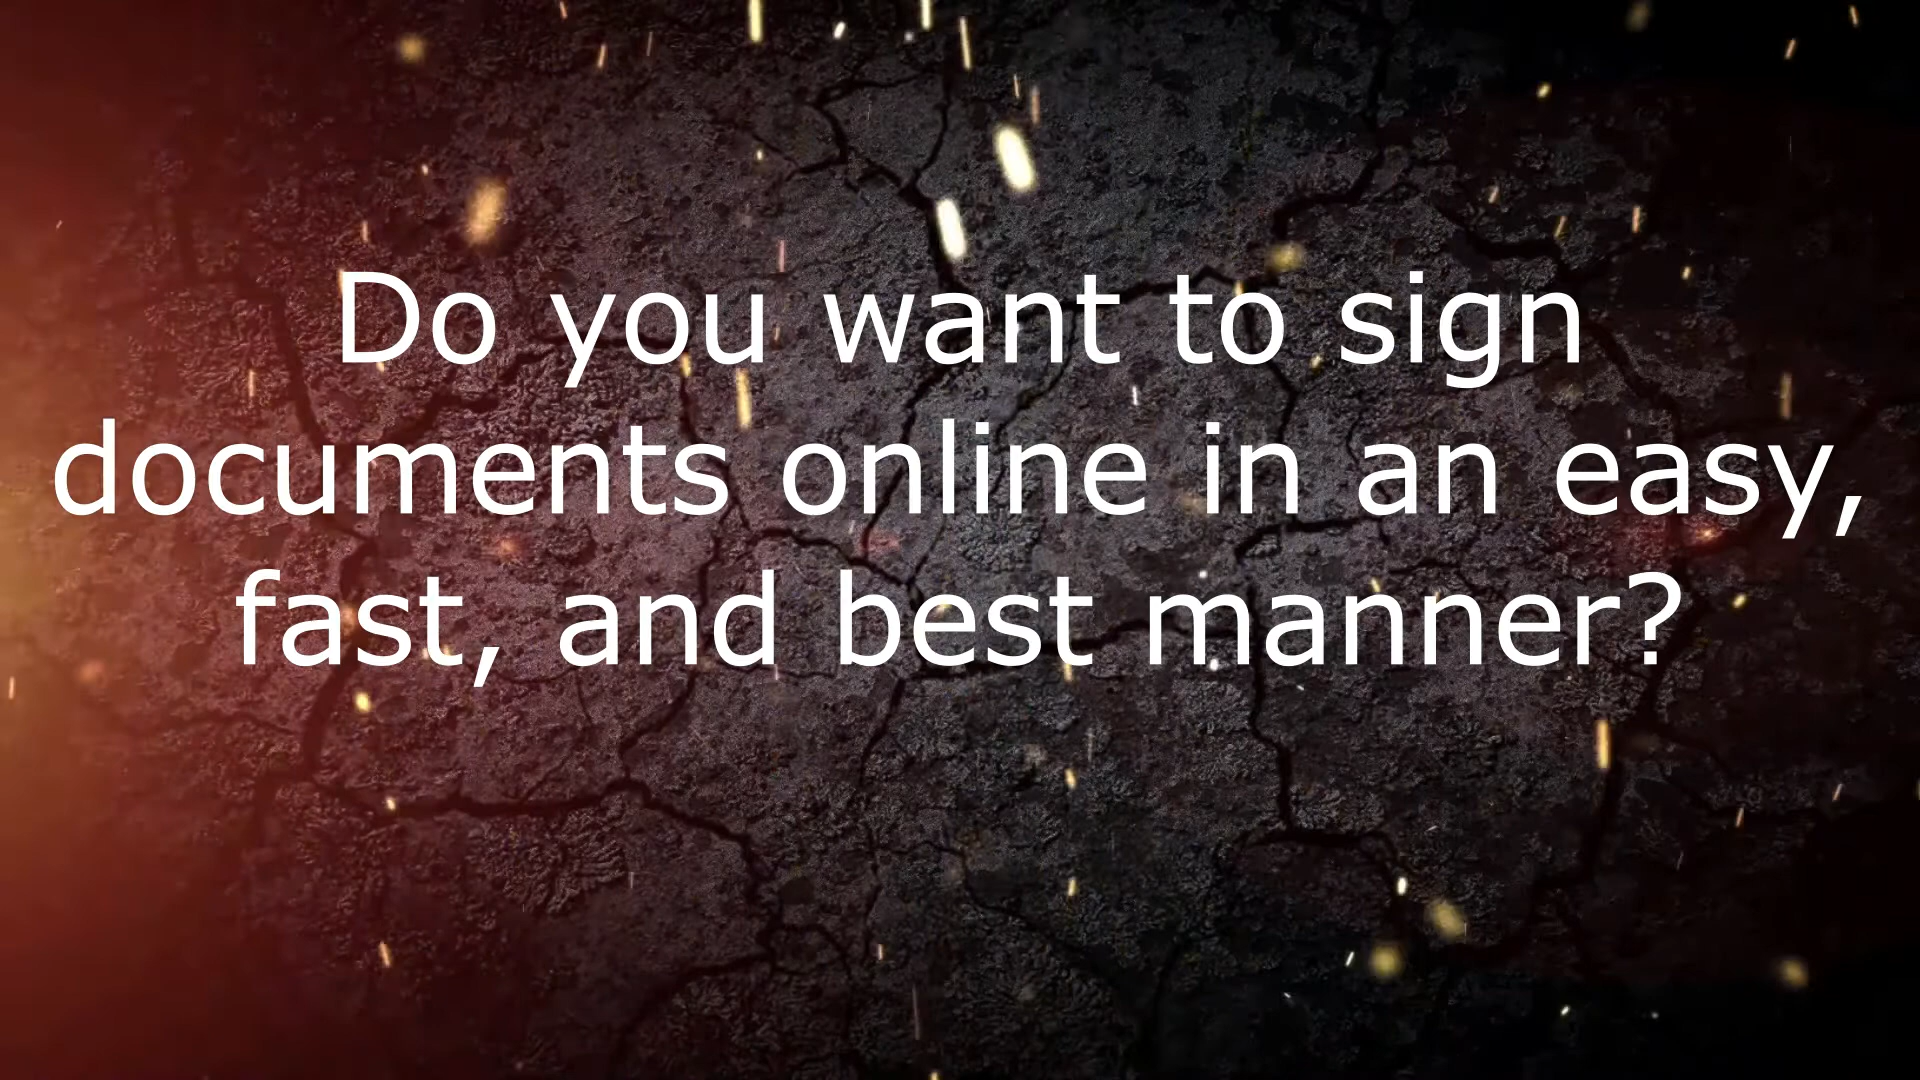 Do you want to sign
documents online in an easy,
fast, and best manner?